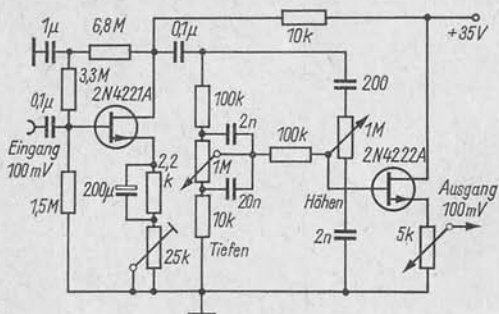 1μ
6,8M
0,1μ
10k
+35V
3,3M
0,1μ
2N4221A
100k
2n
200
Eingang
100mV
1M
100k
1M
2N4222A
200μ
2,2
k
20n
Ausgang
100mV
1,5M
10k
Höhen
5k
25k
Tiefen
2n